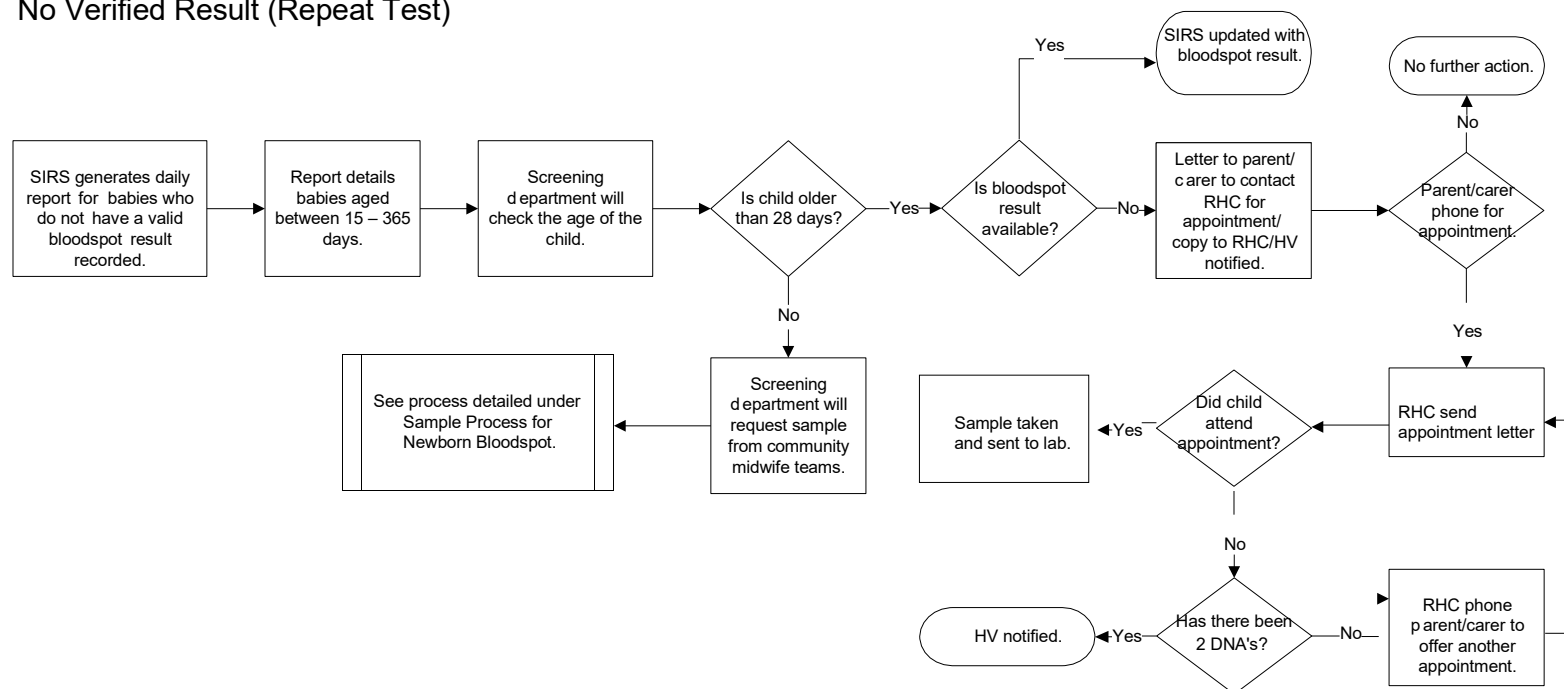 No Verified Result (Repeat Test)
SIRS generates daily
report for babies who
do not have a valid
bloodspot result
recorded.
Report details
babies aged
between 15 – 365
days.
Screening
department will
check the age of the
child.
Is child older
than 28 days?
Yes
Is bloodspot
result
available?
Yes
SIRS updated with
bloodspot result.
No
Letter to parent/
carer to contact
RHC for
appointment/
copy to RHC/HV
notified.
Parent/carer
phone for
appointment.
No
No further action.
Yes
RHC send
appointment letter
Did child
attend
appointment?
Yes
Sample taken
and sent to lab.
No
Has there been
2 DNA's?
Yes
HV notified.
No
RHC phone
parent/carer to
offer another
appointment.
No
Screening
department will
request sample
from community
midwife teams.
See process detailed under
Sample Process for
Newborn Bloodspot.